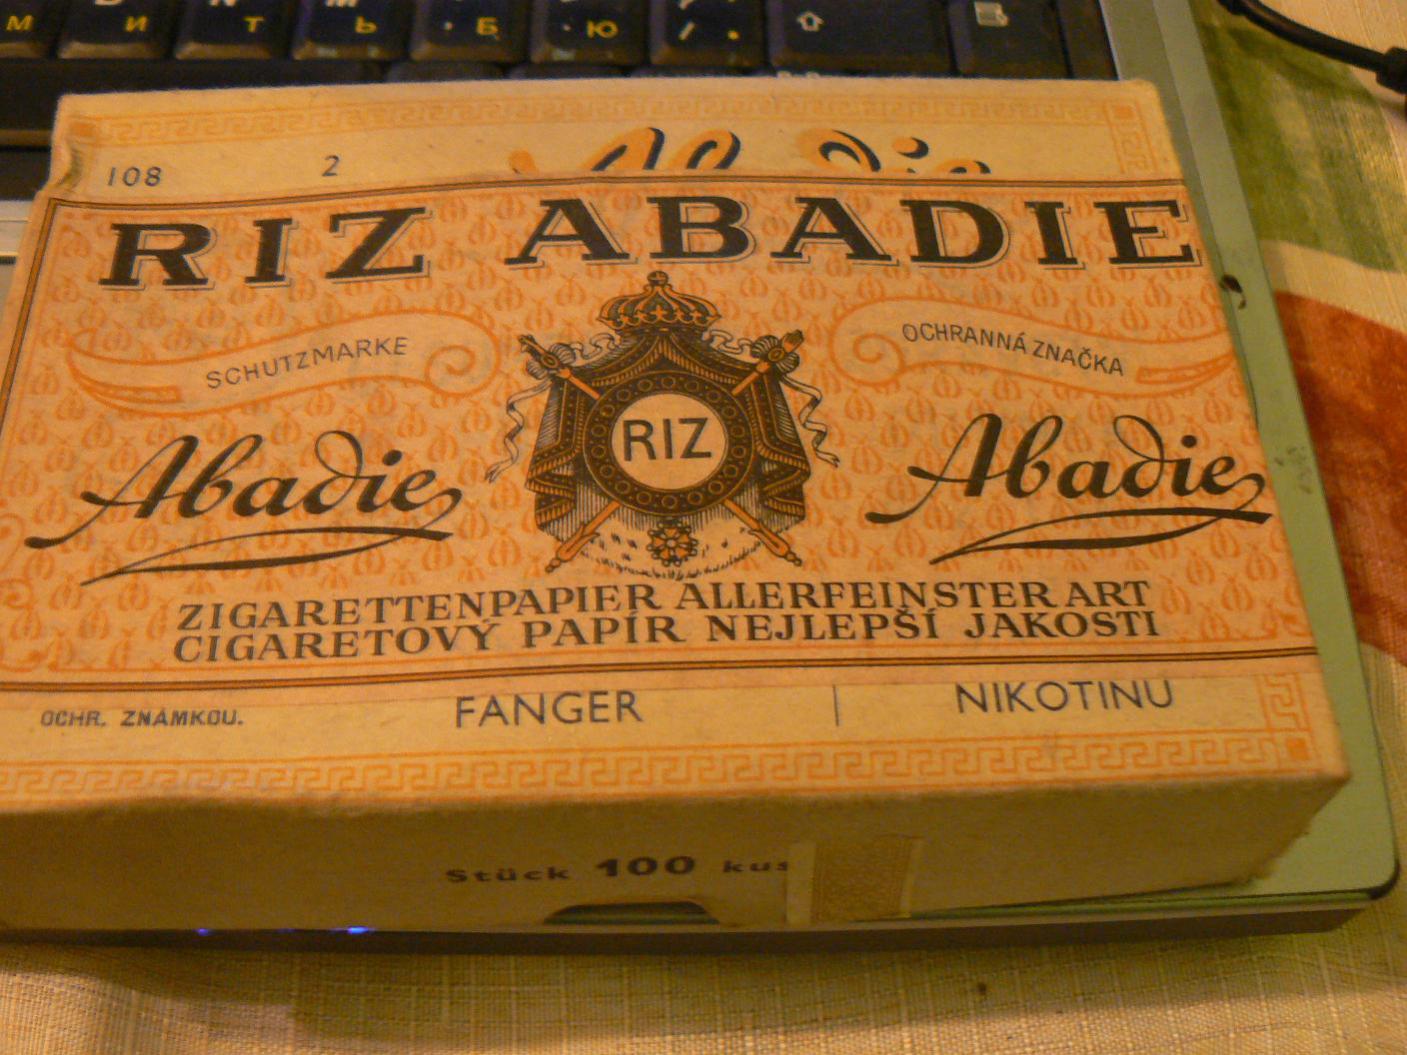 М И Т Ь Б Ю
108 2 Abadie
RIZ ABADIE
SCHUTZMARKE
OCHRANNÁ ZNAČKA
RIZ
Abadie
Abadie
ZIGARETTENPAPIER ALLERFEINSTER ART
CIGARETOVÝ PAPÍR NEJLEPŠÍ JAKOSTI
OCHR. ZNÁMKOU. FANGER | NIKOTINU
Stück 100 kus